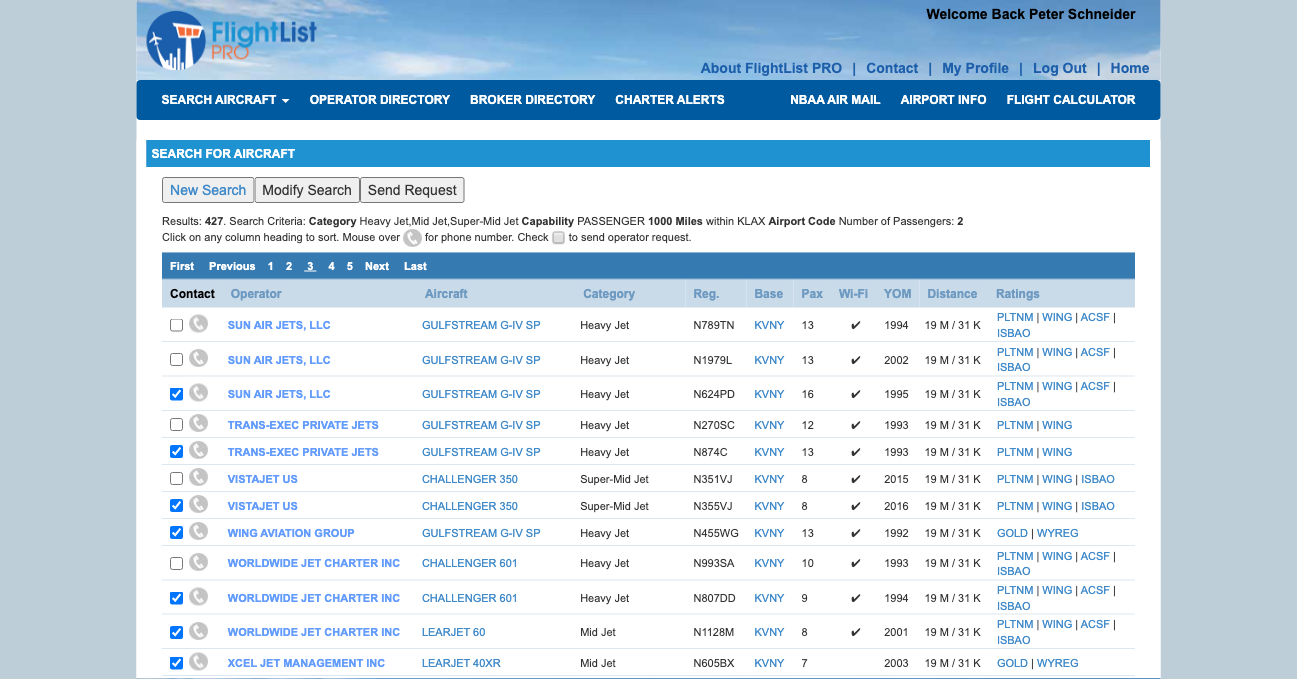 Welcome Back Peter Schneider
FlightList
PRO
About FlightList PRO | Contact | My Profile | Log Out | Home
SEARCH AIRCRAFT OPERATOR DIRECTORY BROKER DIRECTORY CHARTER ALERTS NBAA AIR MAIL AIRPORT INFO FLIGHT CALCULATOR
SEARCH FOR AIRCRAFT
New Search Modify Search Send Request
Results: 427. Search Criteria: Category Heavy Jet,Mid Jet,Super-Mid Jet Capability PASSENGER 1000 Miles within KLAX Airport Code Number of Passengers: 2
Click on any column heading to sort. Mouse over for phone number. Check to send operator request.
First Previous 1 2 3 4 5 Next Last
Contact Operator Aircraft Category Reg. Base Pax Wi-Fi YOM Distance Ratings
SUN AIR JETS, LLC GULFSTREAM G-IV SP Heavy Jet N789TN KVNY 13 ✔ 1994 19 M / 31 K PLTNM | WING | ACSF |
ISBAO
SUN AIR JETS, LLC GULFSTREAM G-IV SP Heavy Jet N1979L KVNY 13 ✔ 2002 19 M / 31 K PLTNM | WING | ACSF |
ISBAO
SUN AIR JETS, LLC GULFSTREAM G-IV SP Heavy Jet N624PD KVNY 16 ✔ 1995 19 M / 31 K PLTNM | WING | ACSF |
ISBAO
TRANS-EXEC PRIVATE JETS GULFSTREAM G-IV SP Heavy Jet N270SC KVNY 12 ✔ 1993 19 M / 31 K PLTNM | WING
TRANS-EXEC PRIVATE JETS GULFSTREAM G-IV SP Heavy Jet N874C KVNY 13 ✔ 1993 19 M / 31 K PLTNM | WING
VISTAJET US CHALLENGER 350 Super-Mid Jet N351VJ KVNY 8 ✔ 2015 19 M / 31 K PLTNM | WING | ISBAO
VISTAJET US CHALLENGER 350 Super-Mid Jet N355VJ KVNY 8 ✔ 2016 19 M / 31 K PLTNM | WING | ISBAO
WING AVIATION GROUP GULFSTREAM G-IV SP Heavy Jet N455WG KVNY 13 ✔ 1992 19 M / 31 K GOLD | WYREG
WORLDWIDE JET CHARTER INC CHALLENGER 601 Heavy Jet N993SA KVNY 10 ✔ 1993 19 M / 31 K PLTNM | WING | ACSF |
ISBAO
WORLDWIDE JET CHARTER INC CHALLENGER 601 Heavy Jet N807DD KVNY 9 ✔ 1994 19 M / 31 K PLTNM | WING | ACSF |
ISBAO
WORLDWIDE JET CHARTER INC LEARJET 60 Mid Jet N1128M KVNY 8 ✔ 2001 19 M / 31 K PLTNM | WING | ACSF |
ISBAO
XCEL JET MANAGEMENT INC LEARJET 40XR Mid Jet N605BX KVNY 7 2003 19 M / 31 K GOLD | WYREG